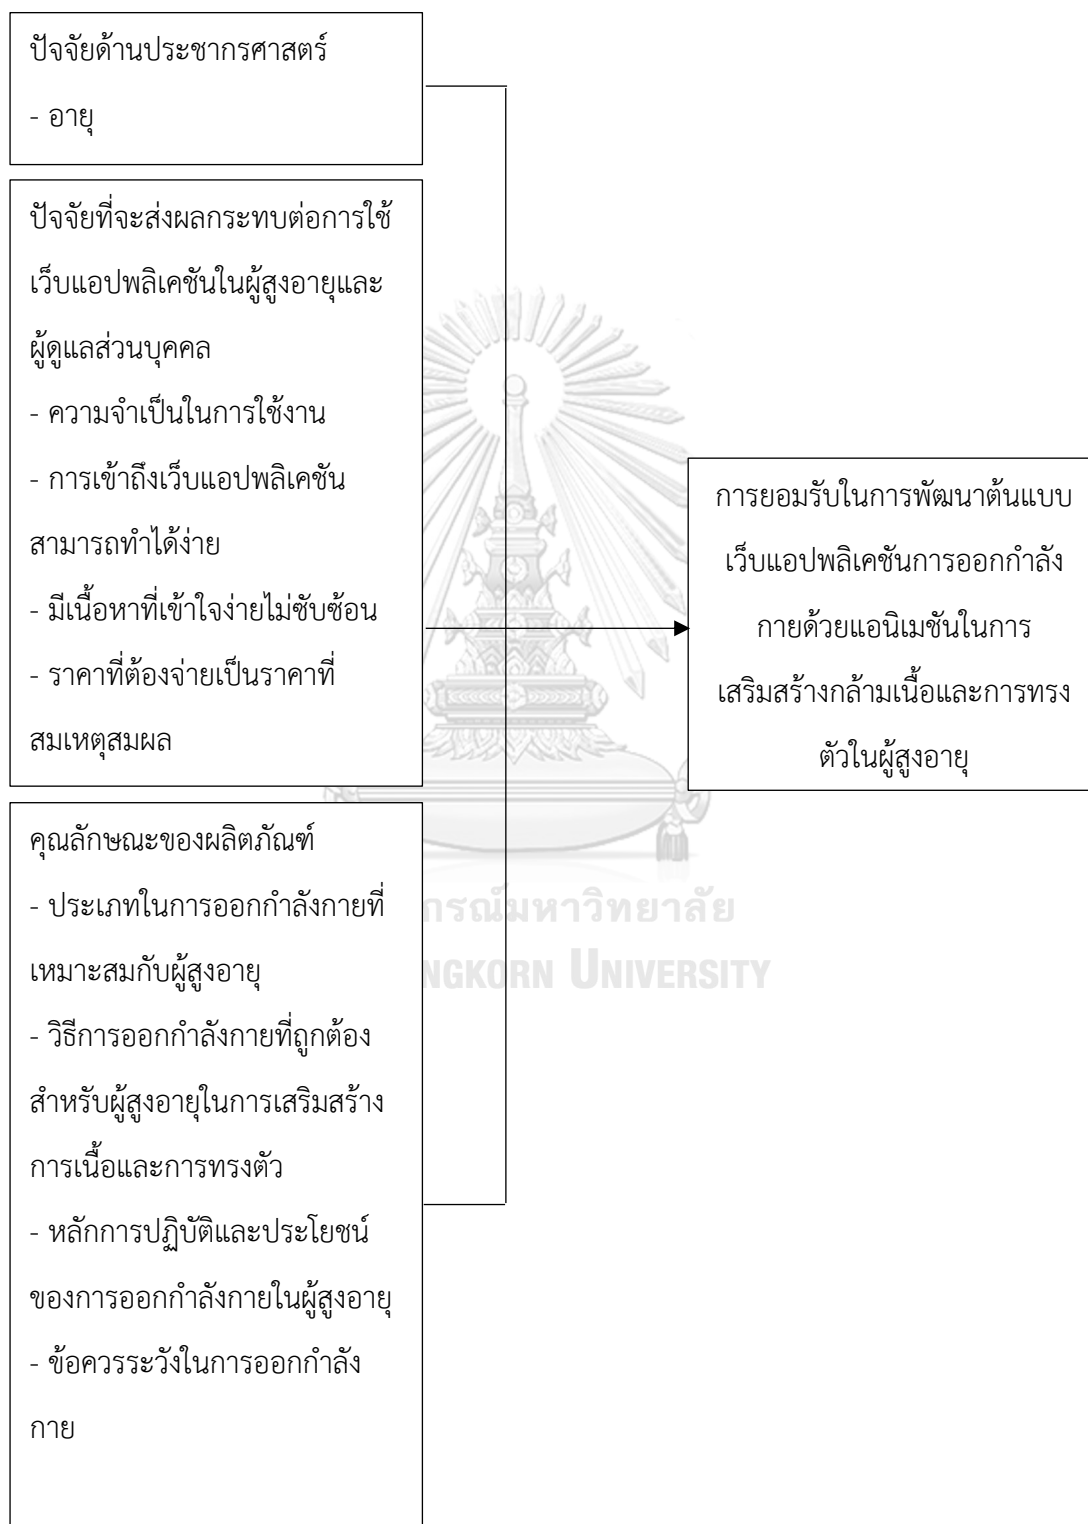 ปัจจัยด้านประชากรศาสตร์
- อายุ
ปัจจัยที่จะส่งผลกระทบต่อการใช้
เว็บแอปพลิเคชันในผู้สูงอายุและ
ผู้ดูแลส่วนบุคคล
- ความจำเป็นในการใช้งาน
- การเข้าถึงเว็บแอปพลิเคชัน
สามารถทำได้ง่าย
- มีเนื้อหาที่เข้าใจง่ายไม่ซับซ้อน
- ราคาที่ต้องจ่ายเป็นราคาที่
สมเหตุสมผล
คุณลักษณะของผลิตภัณฑ์
- ประเภทในการออกกำลังกายที่
เหมาะสมกับผู้สูงอายุ
- วิธีการออกกำลังกายที่ถูกต้อง
สำหรับผู้สูงอายุในการเสริมสร้าง
การเนื้อและการทรงตัว
- หลักการปฏิบัติและประโยชน์
ของการออกกำลังกายในผู้สูงอายุ
- ข้อควรระวังในการออกกำลัง
กาย
การยอมรับในการพัฒนาต้นแบบ
เว็บแอปพลิเคชันการออกกำลัง
กายด้วยแอนิเมชันในการ
เสริมสร้างกล้ามเนื้อและการทรง
ตัวในผู้สูงอายุ
กรณ์มหาวิทยาลัย
NGKORN UNIVERSITY